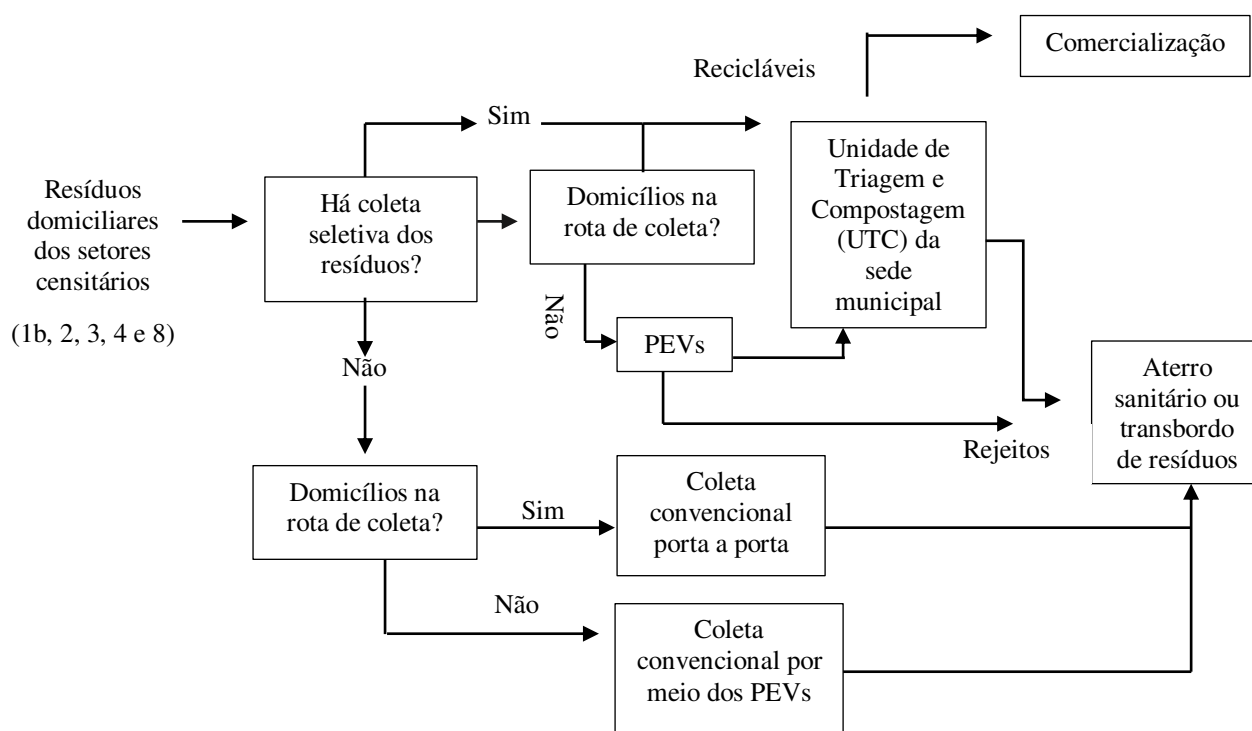 Comercialização
Recicláveis
Sim
Resíduos
domiciliares
dos setores
censitários
(1b, 2, 3, 4 e 8)
Há coleta
seletiva dos
resíduos?
Domicílios na
rota de coleta?
Unidade de
Triagem e
Compostagem
(UTC) da
sede
municipal
Não
PEVs
Não
Aterro
sanitário ou
transbordo
de resíduos
Rejeitos
Domicílios na
rota de coleta?
Sim
Coleta
convencional
porta a porta
Não
Coleta
convencional por
meio dos PEVs